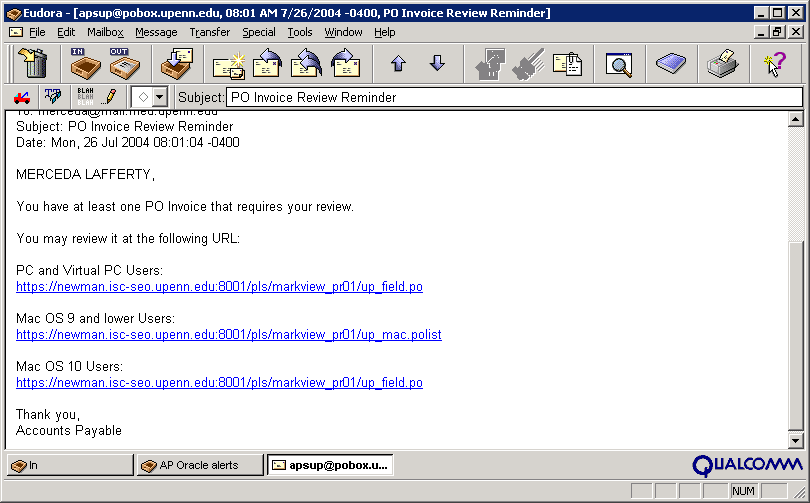 Eudora - [apsup@pobox.upenn.edu, 08:01 AM 7/26/2004 -0400, PO Invoice Review Reminder]
File Edit Mailbox Message Transfer Special Tools Window Help
IN OUT
BLAH
BLAH
BLAH
Subject: PO Invoice Review Reminder
To: merceda@mail.med.upenn.edu
Subject: PO Invoice Review Reminder
Date: Mon, 26 Jul 2004 08:01:04 -0400
MERCEDA LAFFERTY,
You have at least one PO Invoice that requires your review.
You may review it at the following URL:
PC and Virtual PC Users:
https://newman.isc-seo.upenn.edu:8001/pls/markview_pr01/up_field.po
Mac OS 9 and lower Users:
https://newman.isc-seo.upenn.edu:8001/pls/markview_pr01/up_mac.polist
Mac OS 10 Users:
https://newman.isc-seo.upenn.edu:8001/pls/markview_pr01/up_field.po
Thank you,
Accounts Payable
In AP Oracle alerts apsup@pobox.u... QUALCOMM
NUM